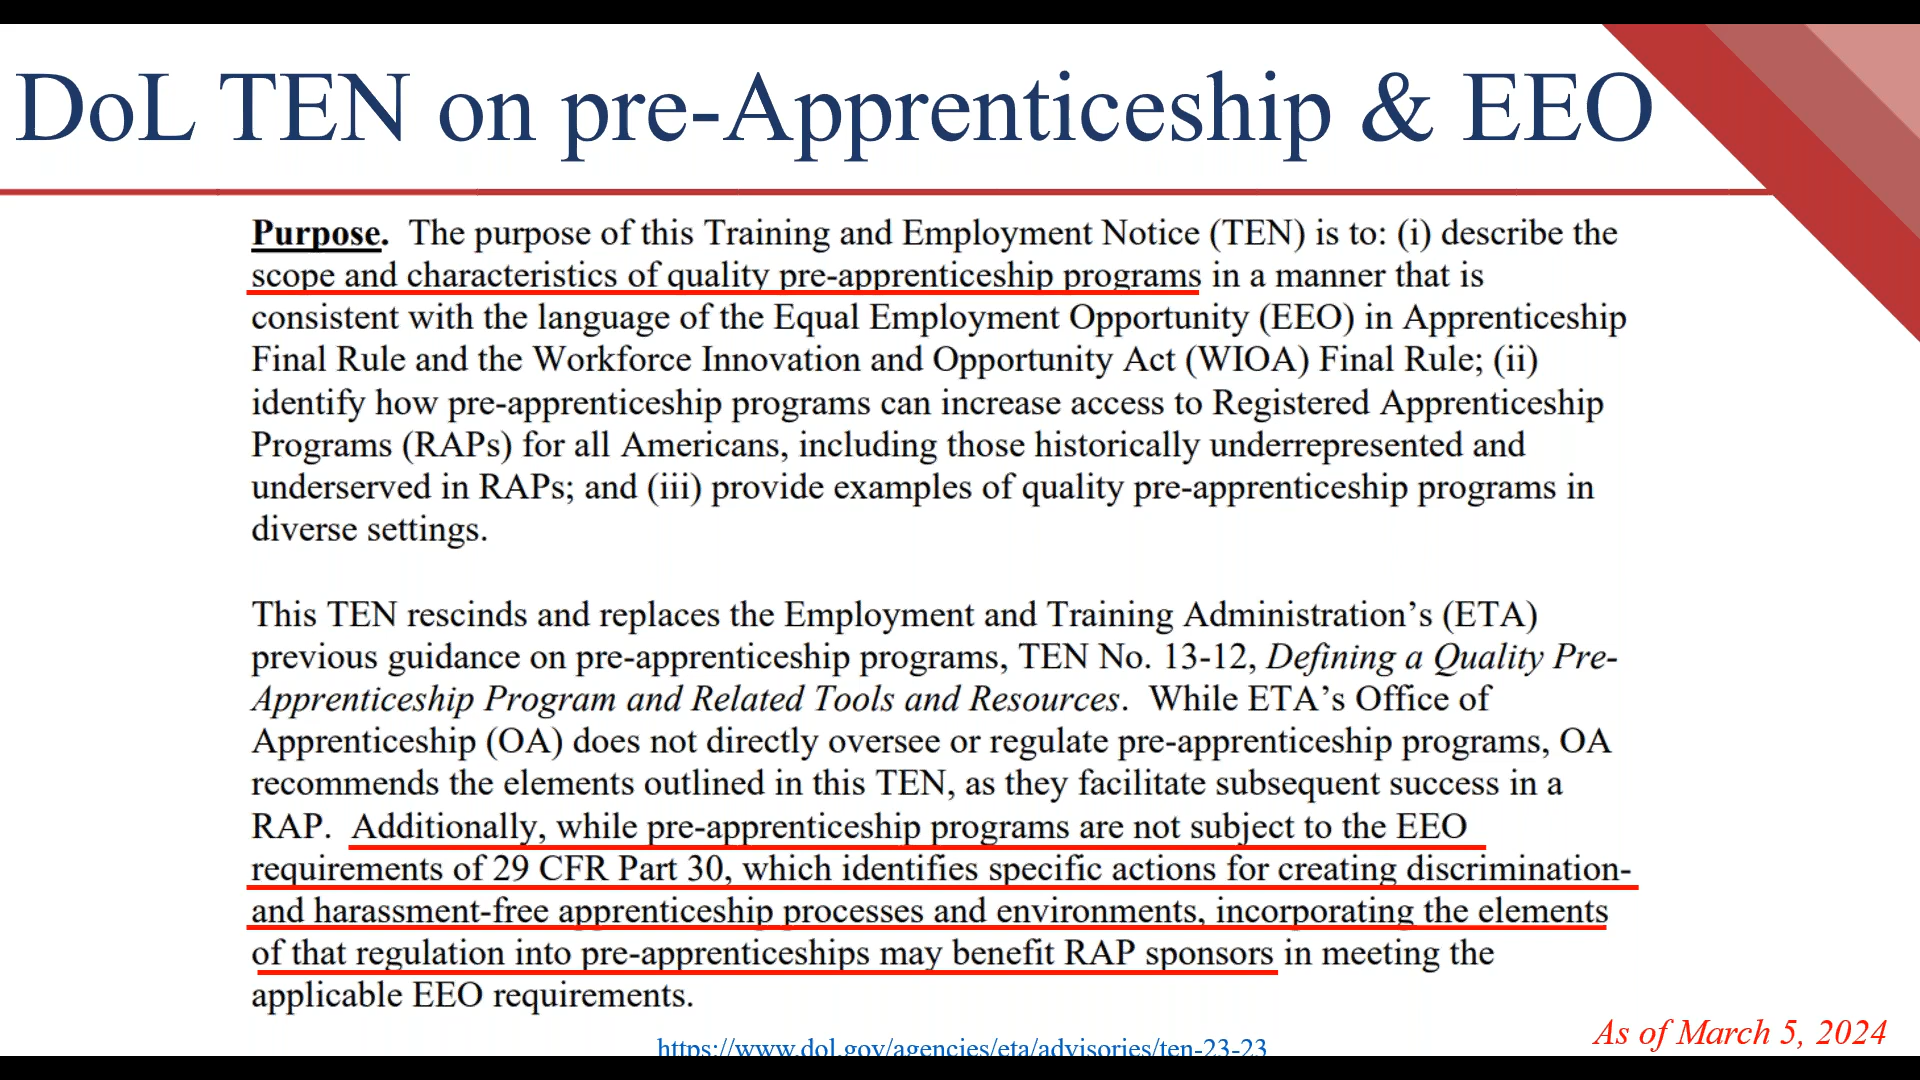 DoL TEN on pre-Apprenticeship & EEO
Purpose. The purpose of this Training and Employment Notice (TEN) is to: (i) describe the
scope and characteristics of quality pre-apprenticeship programs in a manner that is
consistent with the language of the Equal Employment Opportunity (EEO) in Apprenticeship
Final Rule and the Workforce Innovation and Opportunity Act (WIOA) Final Rule; (ii)
identify how pre-apprenticeship programs can increase access to Registered Apprenticeship
Programs (RAPs) for all Americans, including those historically underrepresented and
underserved in RAPs; and (iii) provide examples of quality pre-apprenticeship programs in
diverse settings.
This TEN rescinds and replaces the Employment and Training Administration’s (ETA)
previous guidance on pre-apprenticeship programs, TEN No. 13-12, Defining a Quality Pre-
Apprenticeship Program and Related Tools and Resources. While ETA’s Office of
Apprenticeship (OA) does not directly oversee or regulate pre-apprenticeship programs, OA
recommends the elements outlined in this TEN, as they facilitate subsequent success in a
RAP. Additionally, while pre-apprenticeship programs are not subject to the EEO
requirements of 29 CFR Part 30, which identifies specific actions for creating discrimination-
and harassment-free apprenticeship processes and environments, incorporating the elements
of that regulation into pre-apprenticeships may benefit RAP sponsors in meeting the
applicable EEO requirements.
As of March 5, 2024
https://www.dol.gov/agencies/eta/advisories/ten-23-23